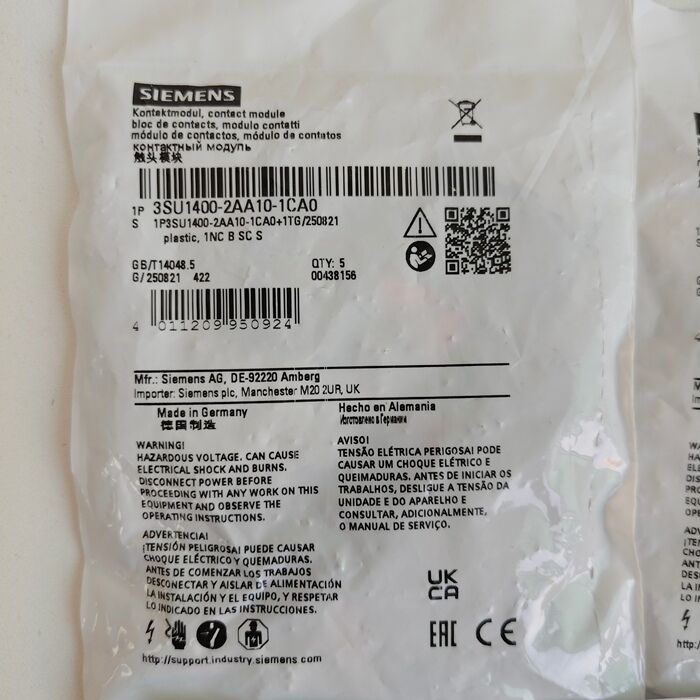 SIEMENS
Kontaktmodul, contact module
bloc de contacts, modulo contatti
módulo de contactos, módulo de contatos
контактный модуль
触头模块
1P 3SU1400-2AA10-1CA0
S 1P3SU1400-2AA10-1CA0+1TG/250821
plastic, 1NC B SC S
GB/T14048.5 QTY: 5
G/250821 422 00438156
4 011209 950924
Mfr.: Siemens AG, DE-92220 Amberg
Importer: Siemens plc, Manchester M20 2UR, UK
Made in Germany Hecho en Alemania
德国制造 Изготовлено в Германии
WARNING!
HAZARDOUS VOLTAGE. CAN CAUSE
ELECTRICAL SHOCK AND BURNS.
DISCONNECT POWER BEFORE
PROCEEDING WITH ANY WORK ON THIS
EQUIPMENT AND OBSERVE THE
OPERATING INSTRUCTIONS.
AVISO!
TENSÃO ELÉTRICA PERIGOSA! PODE
CAUSAR UM CHOQUE ELÉTRICO E
QUEIMADURAS. ANTES DE INICIAR OS
TRABALHOS, DESLIGUE A TENSÃO DA
UNIDADE E DO APARELHO E
CONSULTAR, ADICIONALMENTE,
O MANUAL DE SERVIÇO.
ADVERTENCIA!
¡TENSIÓN PELIGROSA! PUEDE CAUSAR
CHOQUE ELÉCTRICO Y QUEMADURAS.
ANTES DE COMENZAR LOS TRABAJOS
DESCONECTAR Y AISLAR DE ALIMENTACIÓN
LA INSTALACIÓN Y EL EQUIPO, Y RESPETAR
LO INDICADO EN LAS INSTRUCCIONES.
UK
CA
EAC CE
http://support.industry.siemens.com